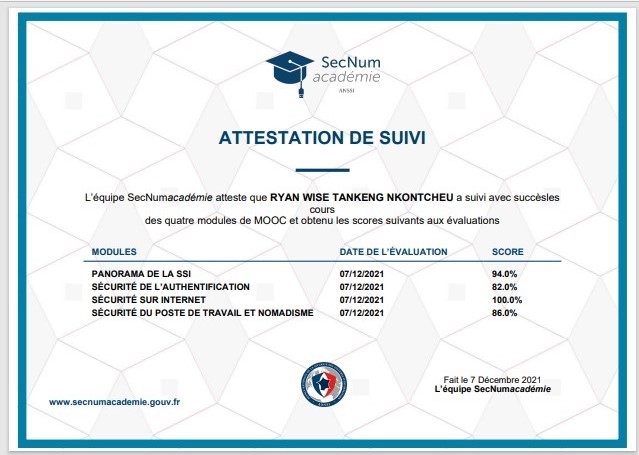 SecNum
académie
ANSSI
ATTESTATION DE SUIVI
L'équipe SecNumacadémie atteste que RYAN WISE TANKENG NKONTCHEU a suivi avec succèsles
cours
des quatre modules de MOOC et obtenu les scores suivants aux évaluations
MODULES DATE DE L'ÉVALUATION SCORE
PANORAMA DE LA SSI 07/12/2021 94.0%
SÉCURITÉ DE L'AUTHENTIFICATION 07/12/2021 82.0%
SÉCURITÉ SUR INTERNET 07/12/2021 100.0%
SÉCURITÉ DU POSTE DE TRAVAIL ET NOMADISME 07/12/2021 86.0%
Fait le 7 Décembre 2021
L'équipe SecNumacadémie
www.secnumacademie.gouv.fr